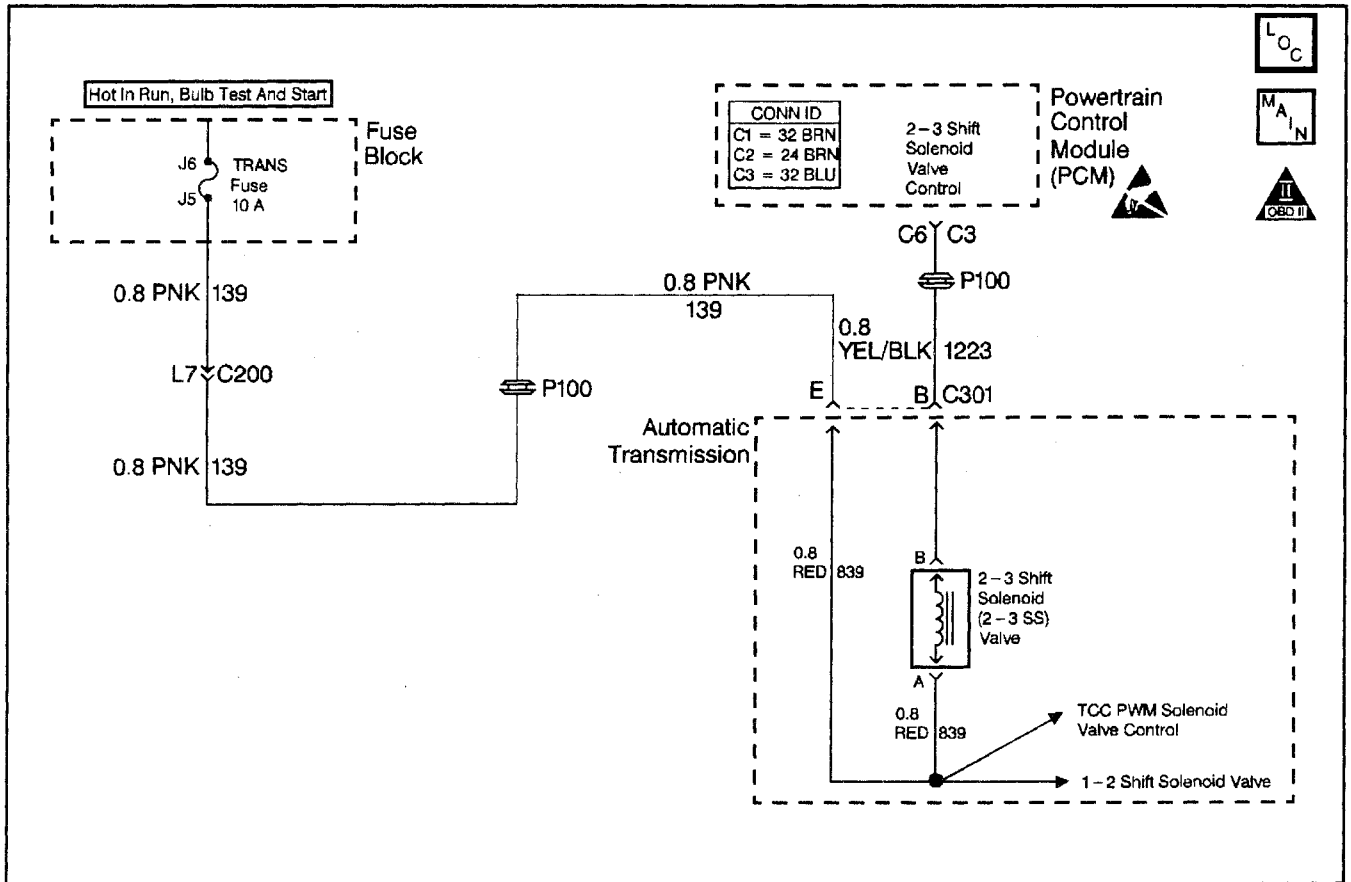 Hot In Run, Bulb Test And Start
Fuse
Block
J6
TRANS
Fuse
10 A
J5
0.8 PNK 139
L7 C200
0.8 PNK 139
P100
0.8 PNK
139
CONN ID
C1 = 32 BRN
C2 = 24 BRN
C3 = 32 BLU
2-3 Shift
Solenoid
Valve
Control
Powertrain
Control
Module
(PCM)
LOC
MAIN
II
OBD II
C6 C3
P100
0.8
YEL/BLK 1223
E B C301
Automatic
Transmission
0.8
RED 839
B
2-3 Shift
Solenoid
(2-3 SS)
Valve
A
0.8
RED 839
TCC PWM Solenoid
Valve Control
1-2 Shift Solenoid Valve